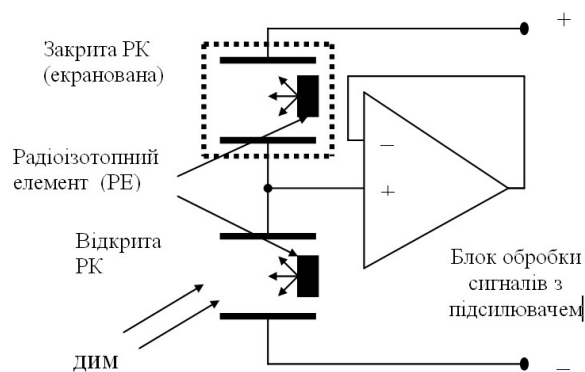 +
Закрита РК
(екранована)
–
Радіоізотопний
елемент (РЕ)
+
Відкрита
РК
Блок обробки
сигналів з
підсилювачем
дим
–